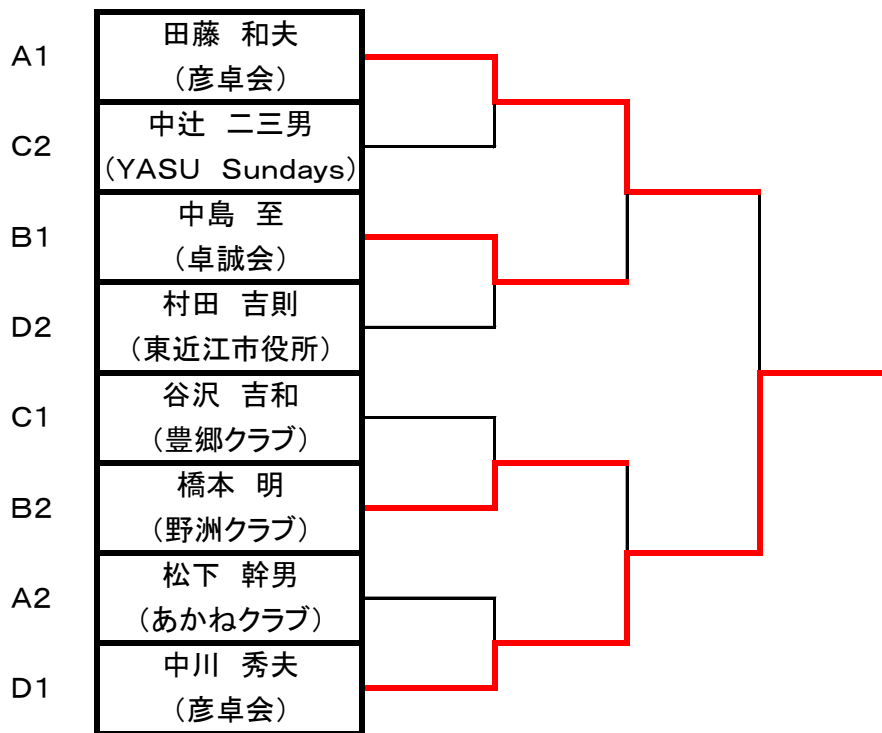 A1
田藤 和夫
(彦卓会)
C2
中辻 二三男
(YASU Sundays)
B1
中島 至
(卓誠会)
D2
村田 吉則
(東近江市役所)
C1
谷沢 吉和
(豊郷クラブ)
B2
橋本 明
(野洲クラブ)
A2
松下 幹男
(あかねクラブ)
D1
中川 秀夫
(彦卓会)